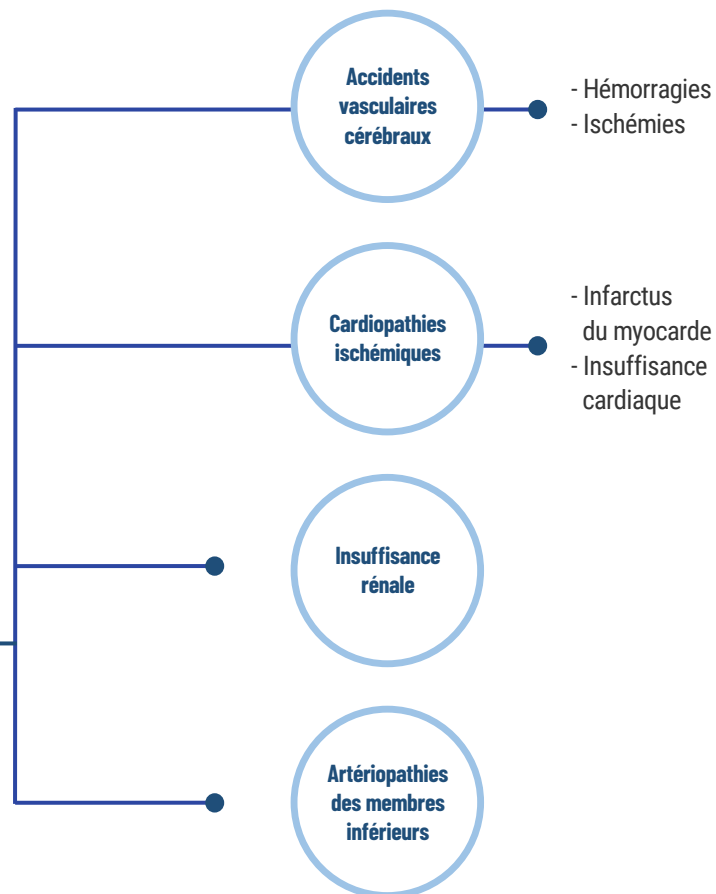 Accidents
vasculaires
cérébraux
- Hémorragies
- Ischémies
Cardiopathies
ischémiques
- Infarctus
du myocarde
- Insuffisance
cardiaque
Insuffisance
rénale
Artériopathies
des membres
inférieurs